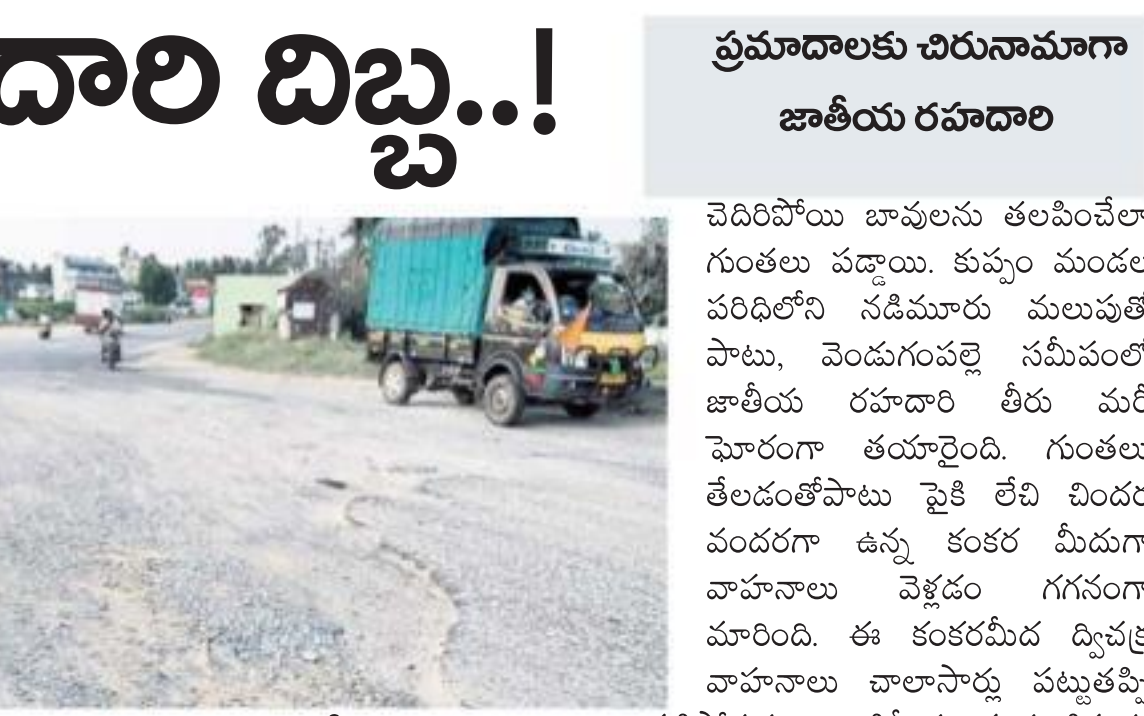 దారి దిబ్బ..!
ప్రమాదాలకు చిరునామాగా
జాతీయ రహదారి
చెదిరిపోయి బావులను తలపించేలా
గుంతలు పడ్డాయి. కుప్పం మండల
పరిధిలోని నడిమూరు మలుపుతో
పాటు, వెండుగంపల్లె సమీపంలో
జాతీయ రహదారి తీరు మరీ
ఘోరంగా తయారైంది. గుంతలు
తేలడంతోపాటు పైకి లేచి చిందర
వందరగా ఉన్న కంకర మీదుగా
వాహనాలు వెళ్లడం గగనంగా
మారింది. ఈ కంకరమీద ద్విచక్ర
వాహనాలు చాలాసార్లు పట్టుతప్పి